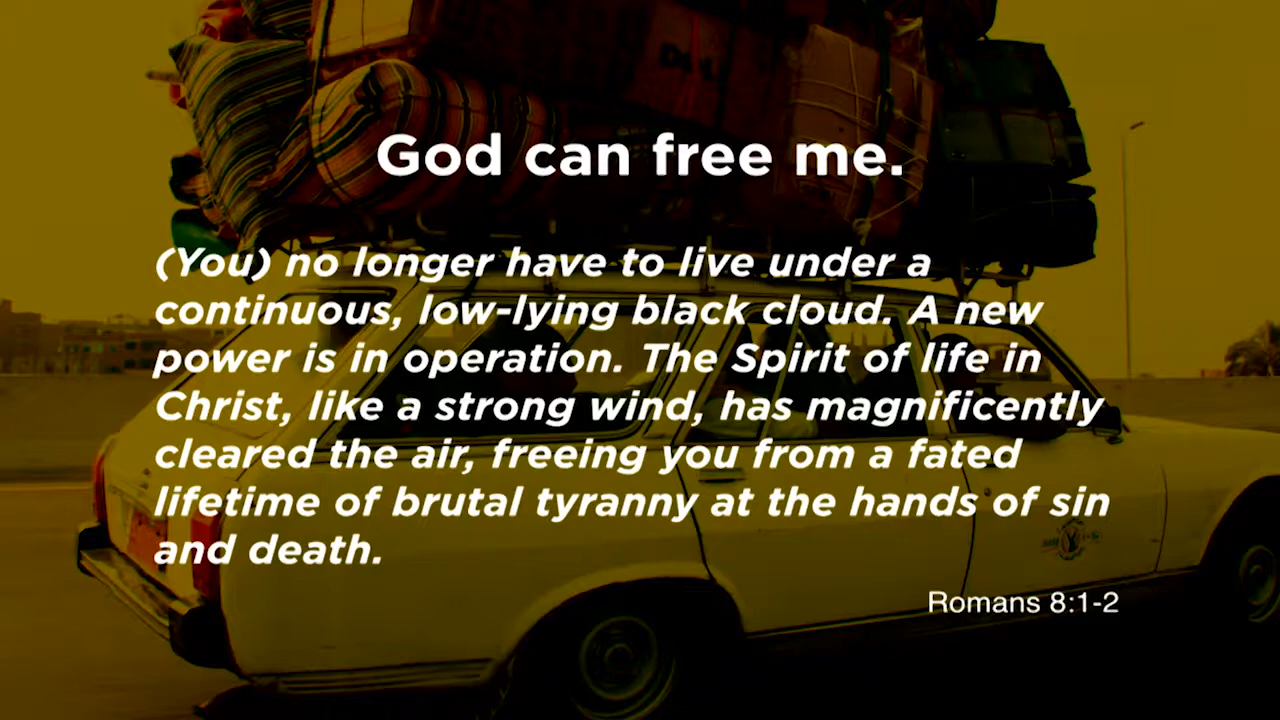 God can free me.
(You) no longer have to live under a
continuous, low-lying black cloud. A new
power is in operation. The Spirit of life in
Christ, like a strong wind, has magnificently
cleared the air, freeing you from a fated
lifetime of brutal tyranny at the hands of sin
and death.
Romans 8:1-2